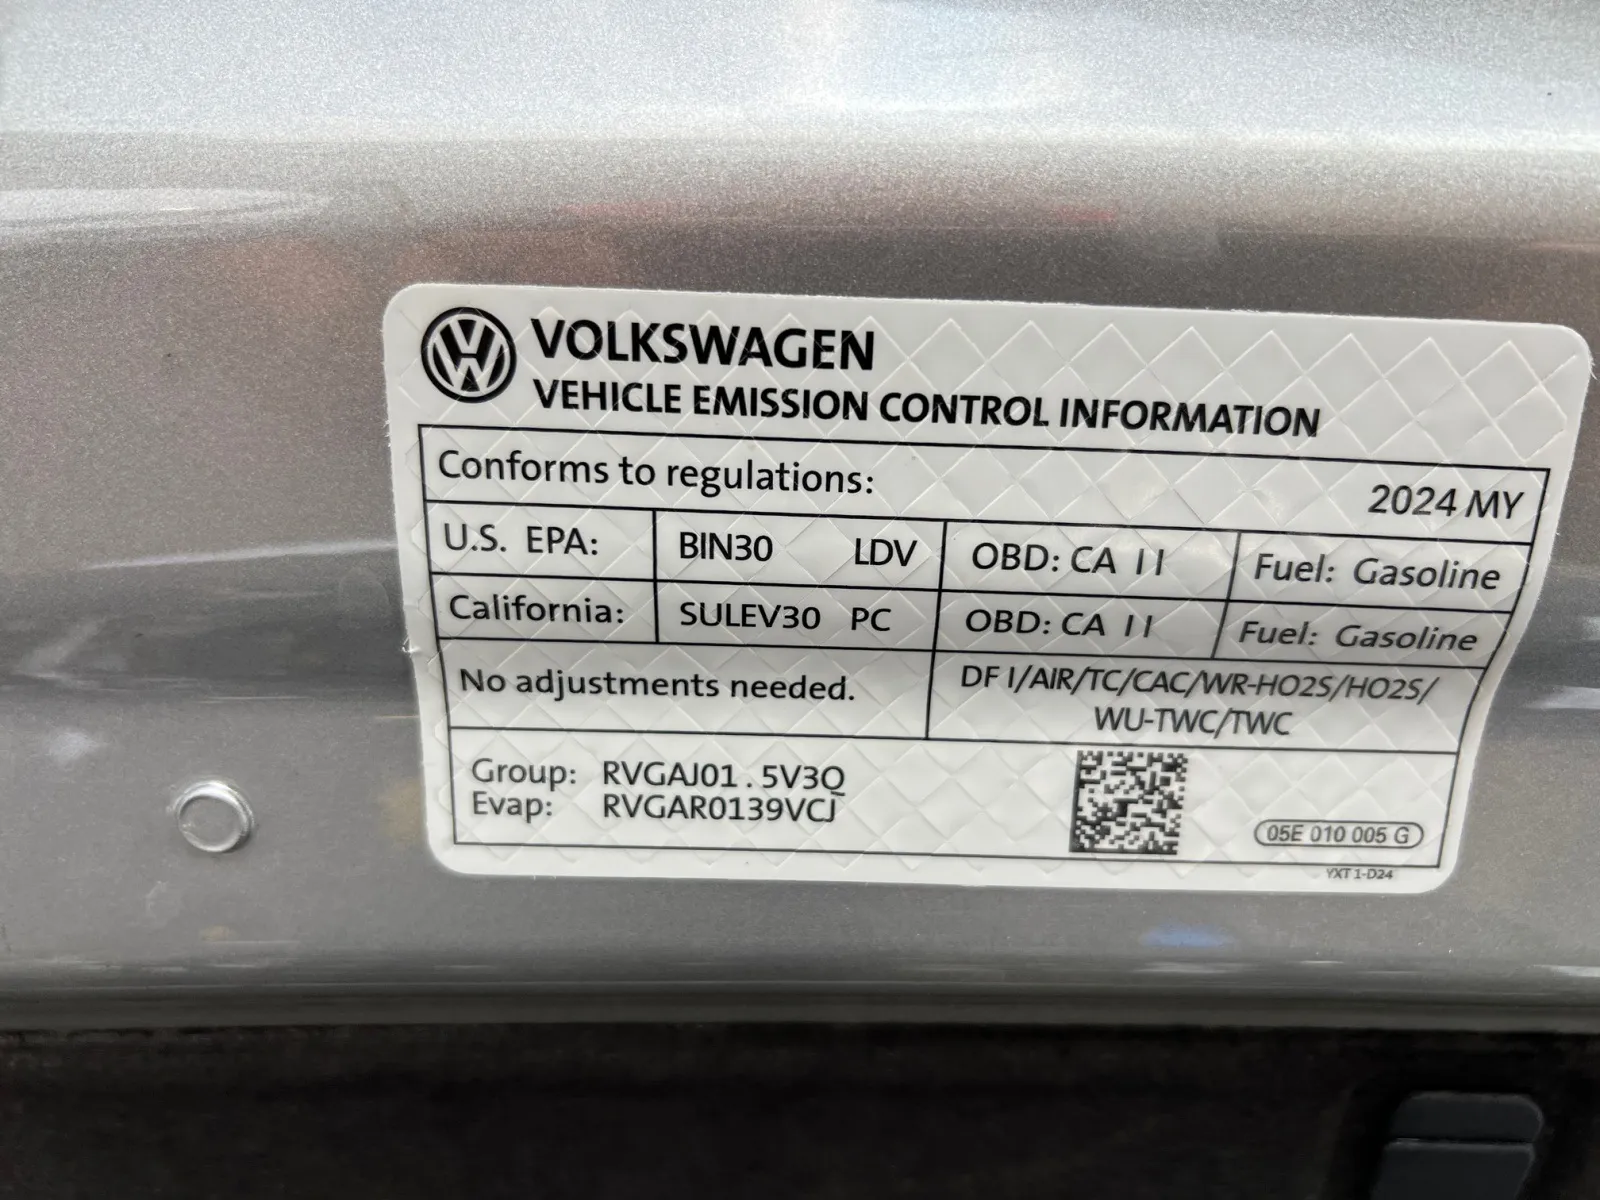 VOLKSWAGEN
VEHICLE EMISSION CONTROL INFORMATION
Conforms to regulations: 2024 MY
U.S. EPA: BIN30 LDV OBD: CA II Fuel: Gasoline
California: SULEV30 PC OBD: CA II Fuel: Gasoline
No adjustments needed. DFI/AIR/TC/CAC/WR-HO2S/HO2S/
WU-TWC/TWC
Group: RVGAJ01.5V3Q
Evap: RVGAR0139VCJ
05E 010 005 G
YXT 1-D24